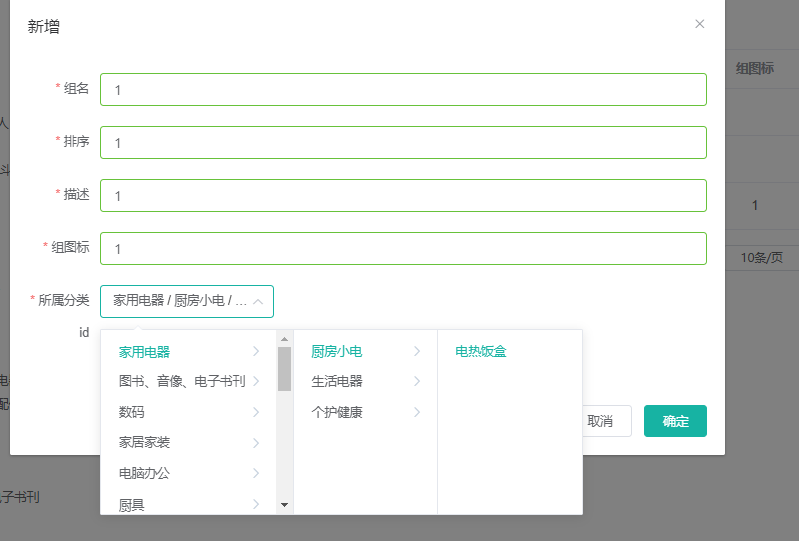 新增
组图标
* 组名 1
人
* 排序 1
斗
* 描述 1
1
* 组图标 1
10条/页
* 所属分类 家用电器 / 厨房小电 / ...
id
家用电器 厨房小电 电热饭盒
图书、音像、电子书刊 生活电器
数码 个护健康
家居家装
电脑办公
厨具
取消 确定
电
配
子书刊